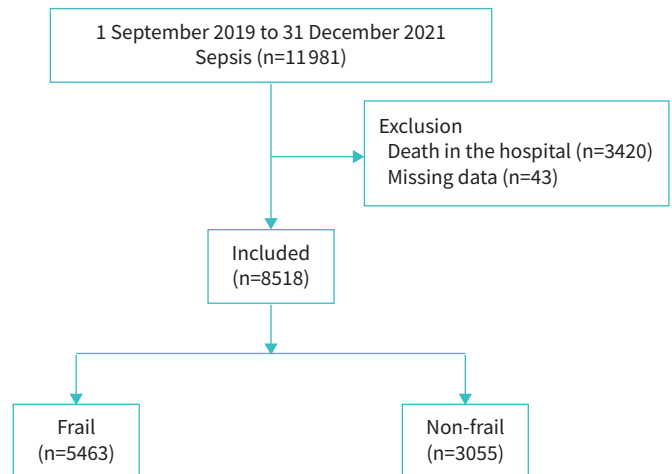 1 September 2019 to 31 December 2021
Sepsis (n=11981)
Exclusion
Death in the hospital (n=3420)
Missing data (n=43)
Included
(n=8518)
Frail
(n=5463)
Non-frail
(n=3055)